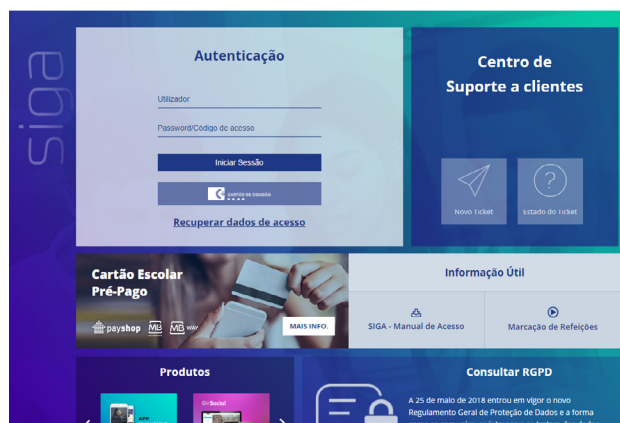 siga
Autenticação
Utilizador
Password/Código de acesso
Iniciar Sessão
CARTÃO DE CIDADÃO
Recuperar dados de acesso
Centro de
Suporte a clientes
Novo Ticket
Estado do Ticket
Cartão Escolar
Pré-Pago
payshop MB MB WAY
MAIS INFO.
Informação Útil
SIGA - Manual de Acesso
Marcação de Refeições
Produtos
APP
Social
Consultar RGPD
A 25 de maio de 2018 entrou em vigor o novo
Regulamento Geral de Proteção de Dados e a forma